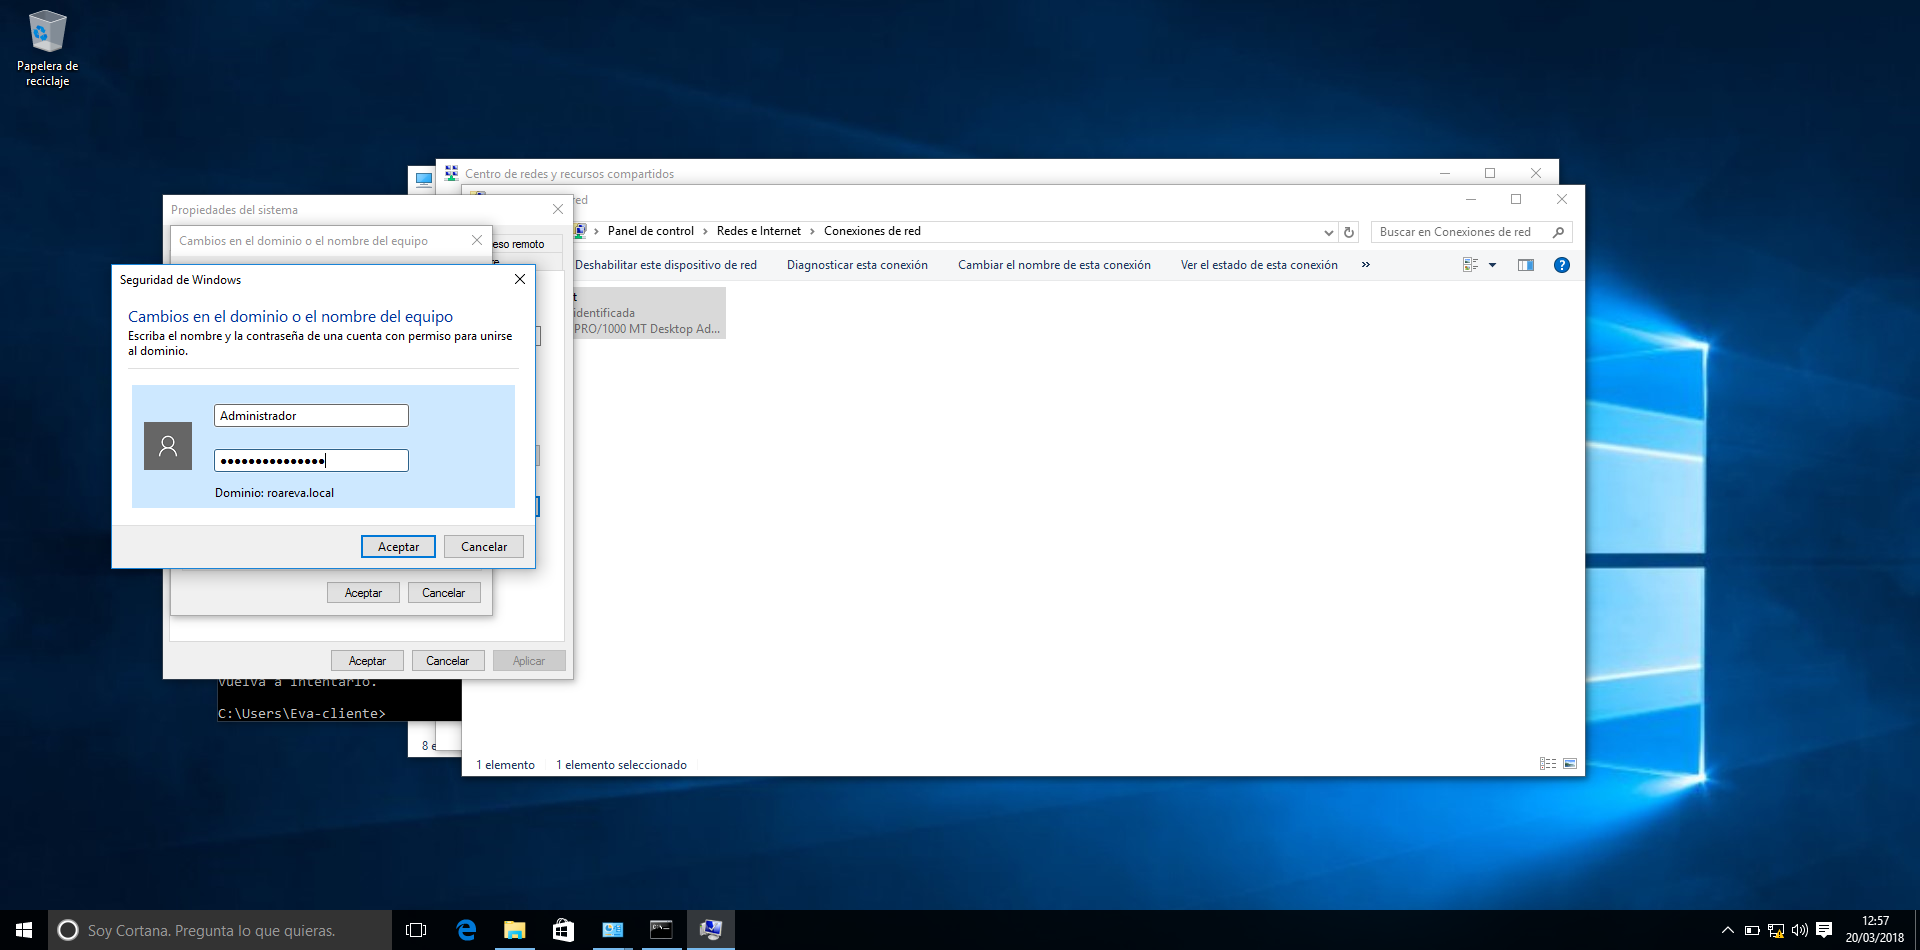 Papelera de
reciclaje
Centro de redes y recursos compartidos
red
Propiedades del sistema
Cambios en el dominio o el nombre del equipo
eso remoto
Panel de control
Redes e Internet
Conexiones de red
Buscar en Conexiones de red
Deshabilitar este dispositivo de red
Diagnosticar esta conexión
Cambiar el nombre de esta conexión
Ver el estado de esta conexión
»
t
identificada
PRO/1000 MT Desktop Ad...
Seguridad de Windows
Cambios en el dominio o el nombre del equipo
Escriba el nombre y la contraseña de una cuenta con permiso para unirse
al dominio.
Administrador
Dominio: roareva.local
Aceptar
Cancelar
Aceptar
Cancelar
Aceptar
Cancelar
Aplicar
vuelva a intentarlo.
C:\Users\Eva-cliente>
8 e
1 elemento
1 elemento seleccionado
Soy Cortana. Pregunta lo que quieras.
12:57
20/03/2018